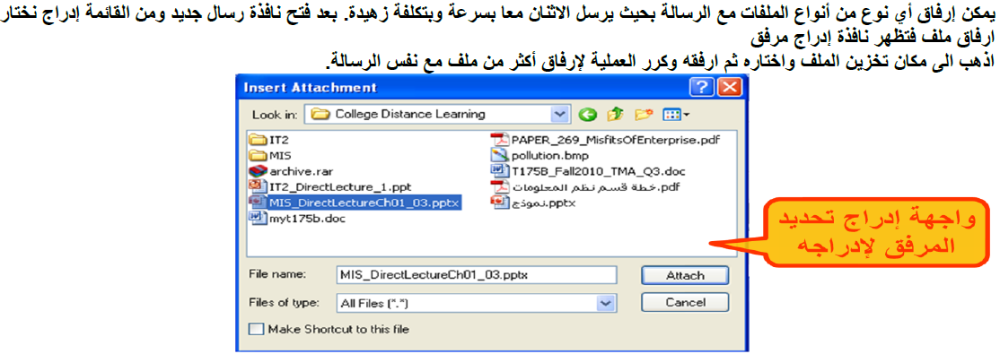 يمكن إرفاق أي نوع من أنواع الملفات مع الرسالة بحيث يرسل الاثنان معا بسرعة وبتكلفة زهيدة. بعد فتح نافذة رسال جديد ومن القائمة إدراج نختار
ارفاق ملف فتظهر نافذة إدراج مرفق
اذهب الى مكان تخزين الملف واختاره ثم ارفقه وكرر العملية لإرفاق أكثر من ملف مع نفس الرسالة.
Insert Attachment
Look in: College Distance Learning
IT2
MIS
archive.rar
IT2_DirectLecture_1.ppt
MIS_DirectLectureCh01_03.pptx
myt175b.doc
PAPER_269_MisfitsOfEnterprise.pdf
pollution.bmp
T175B_Fall2010_TMA_Q3.doc
خطة قسم نظم المعلومات.pdf
نموذج.pptx
واجهة إدراج تحديد
المرفق لإدراجه
File name: MIS_DirectLectureCh01_03.pptx Attach
Files of type: All Files (*.*) Cancel
Make Shortcut to this file